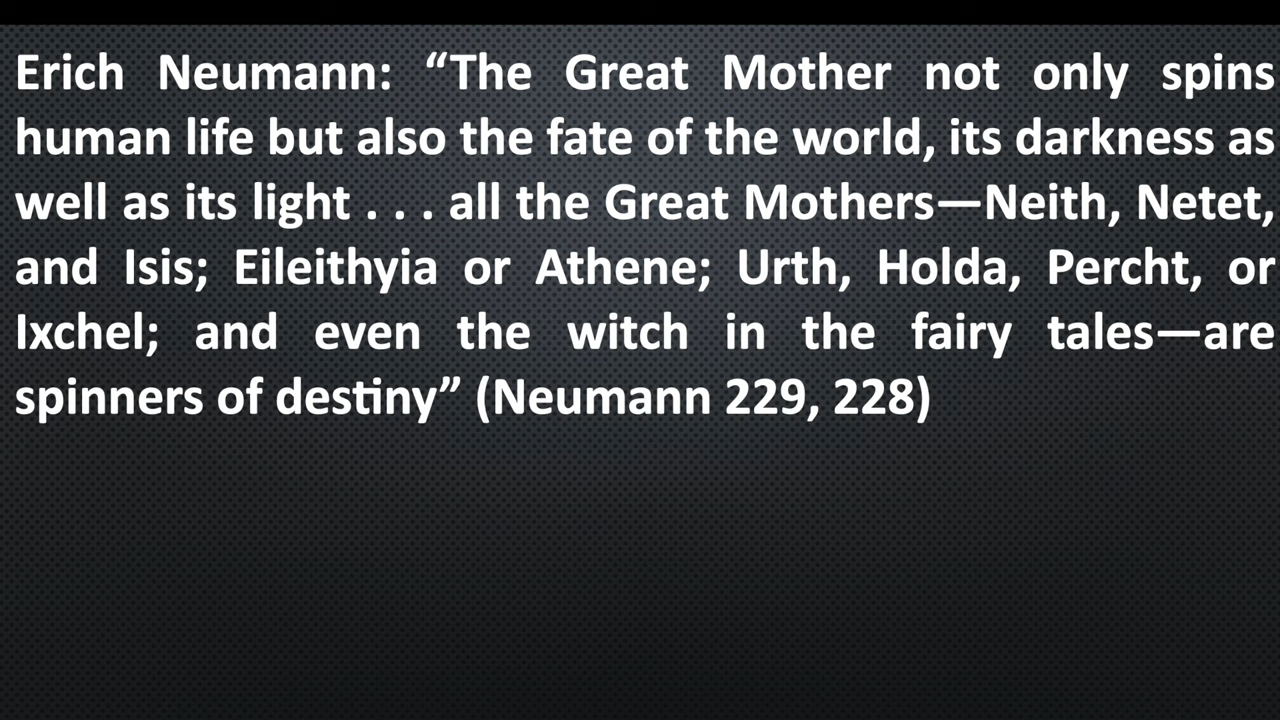 Erich Neumann: “The Great Mother not only spins
human life but also the fate of the world, its darkness as
well as its light . . . all the Great Mothers—Neith, Netet,
and Isis; Eileithyia or Athene; Urth, Holda, Percht, or
Ixchel; and even the witch in the fairy tales—are
spinners of destiny” (Neumann 229, 228)